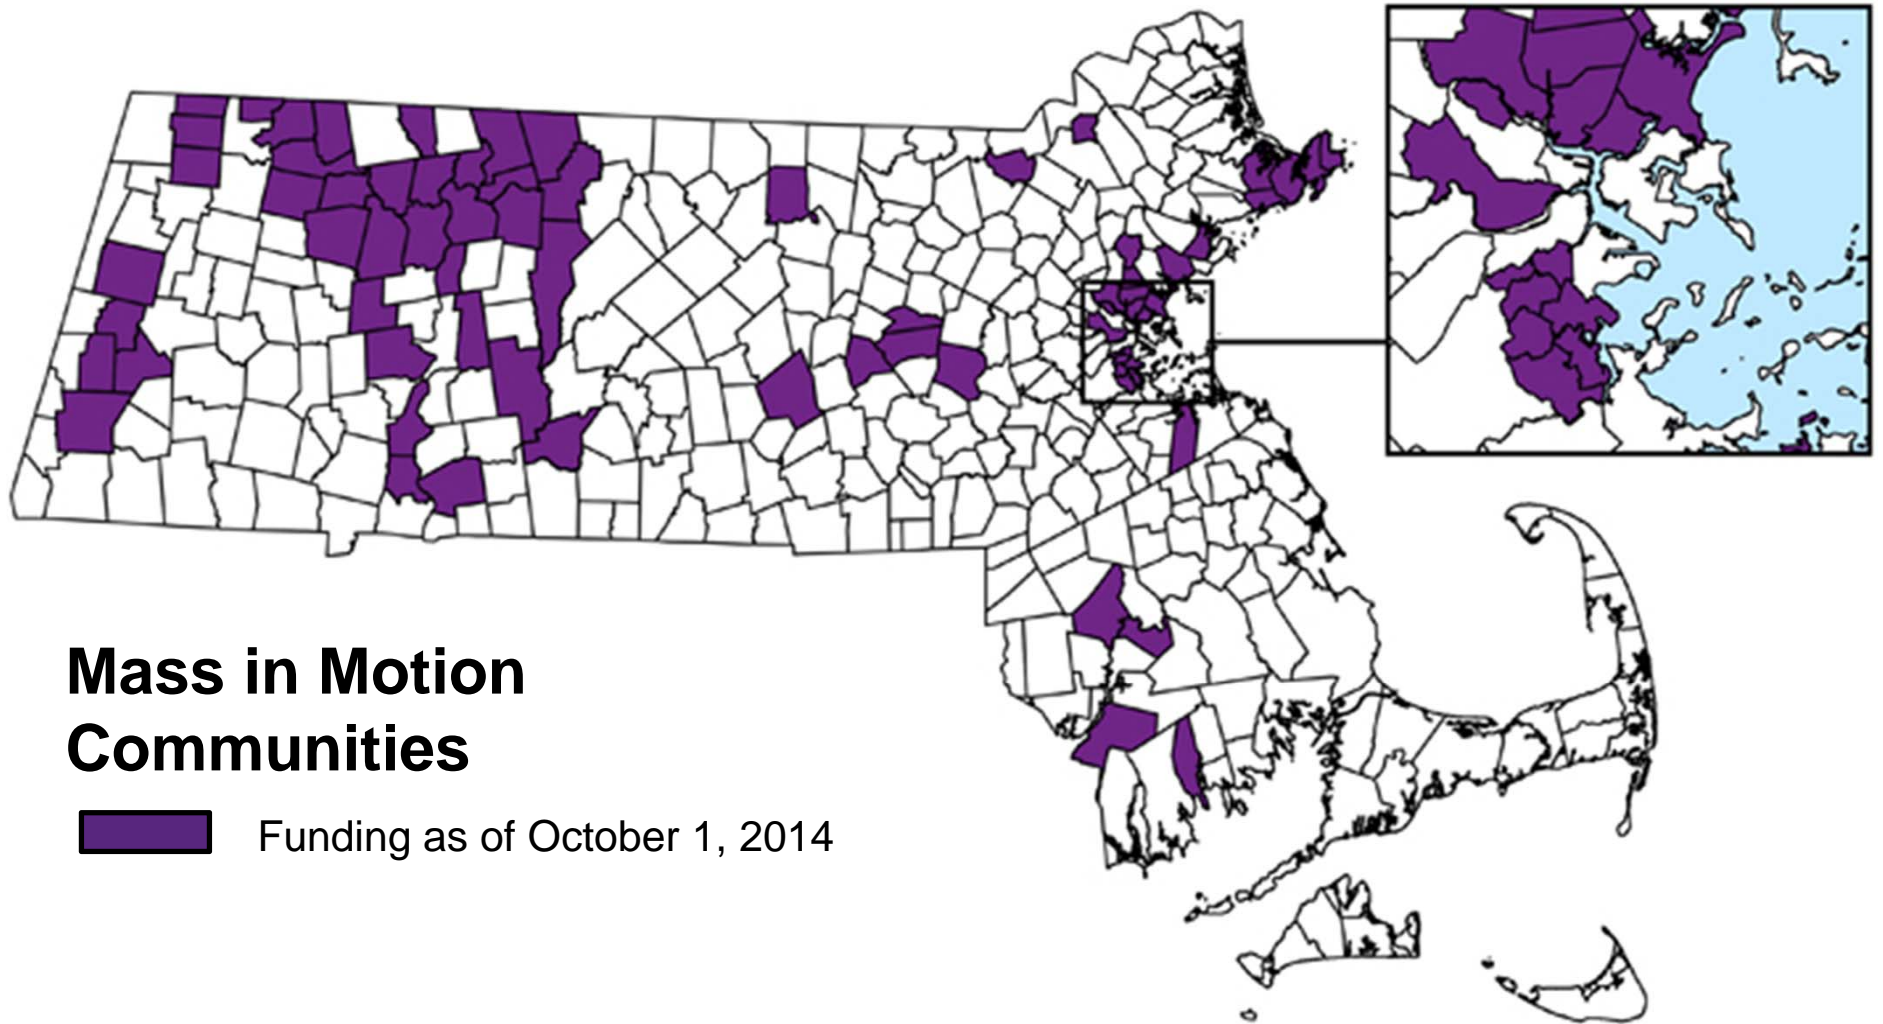 Mass in Motion
Communities
Funding as of October 1, 2014